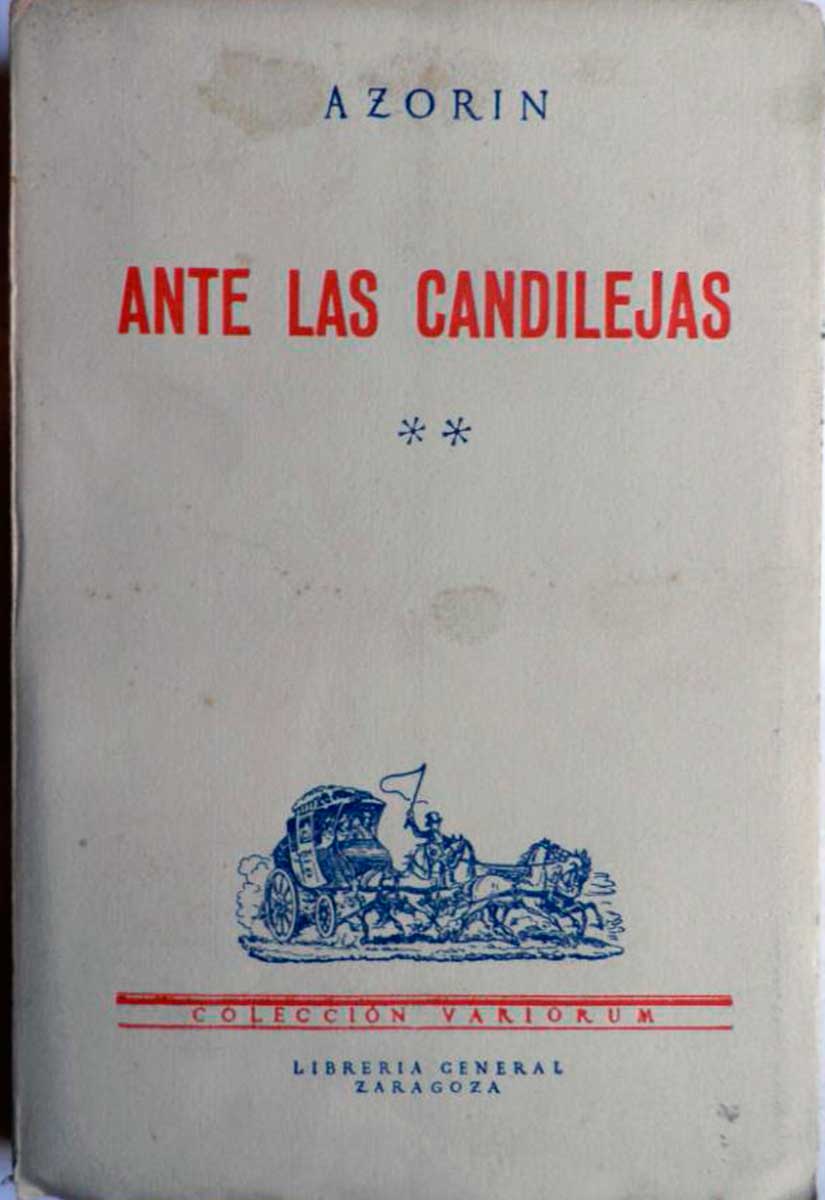 AZORIN
ANTE LAS CANDILEJAS
**
COLECCIÓN VARIORUM
LIBRERIA GENERAL
ZARAGOZA